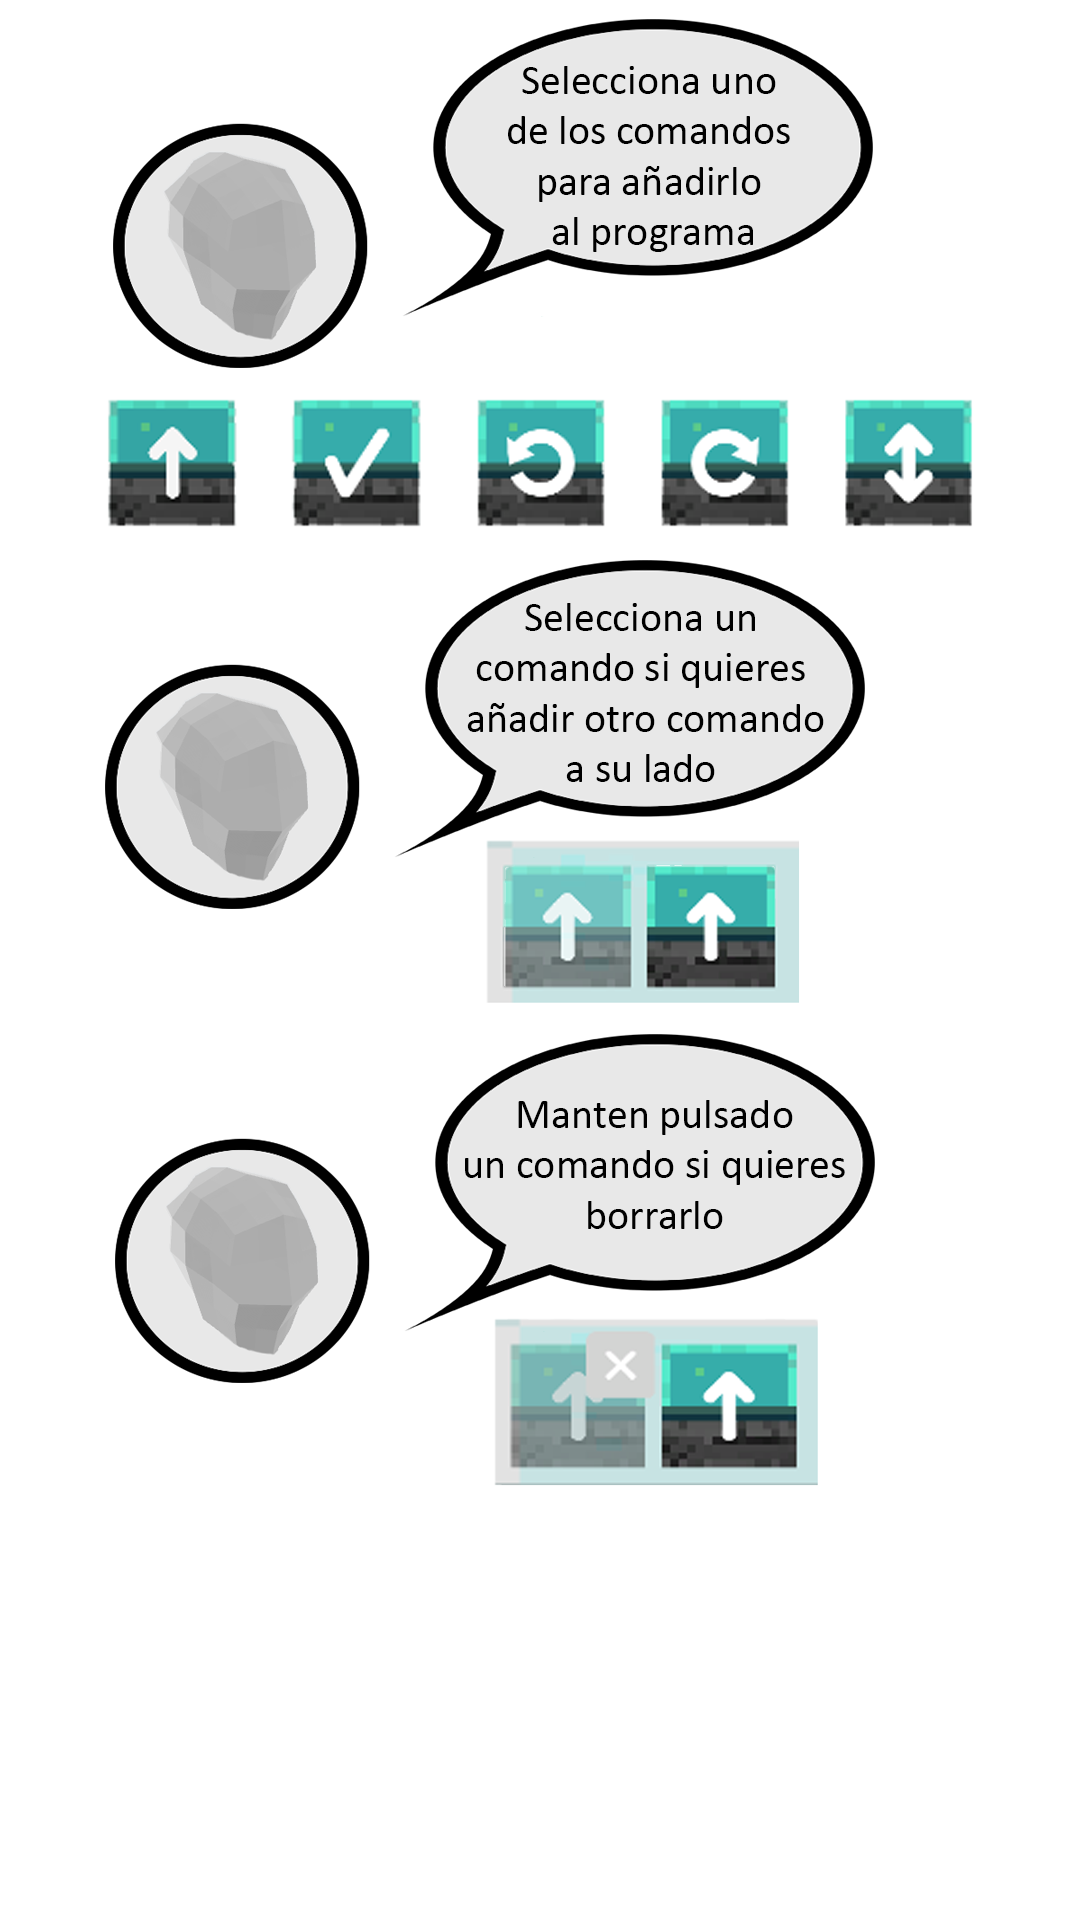 Selecciona uno
de los comandos
para añadirlo
al programa
Selecciona un
comando si quieres
añadir otro comando
a su lado
Manten pulsado
un comando si quieres
borrarlo